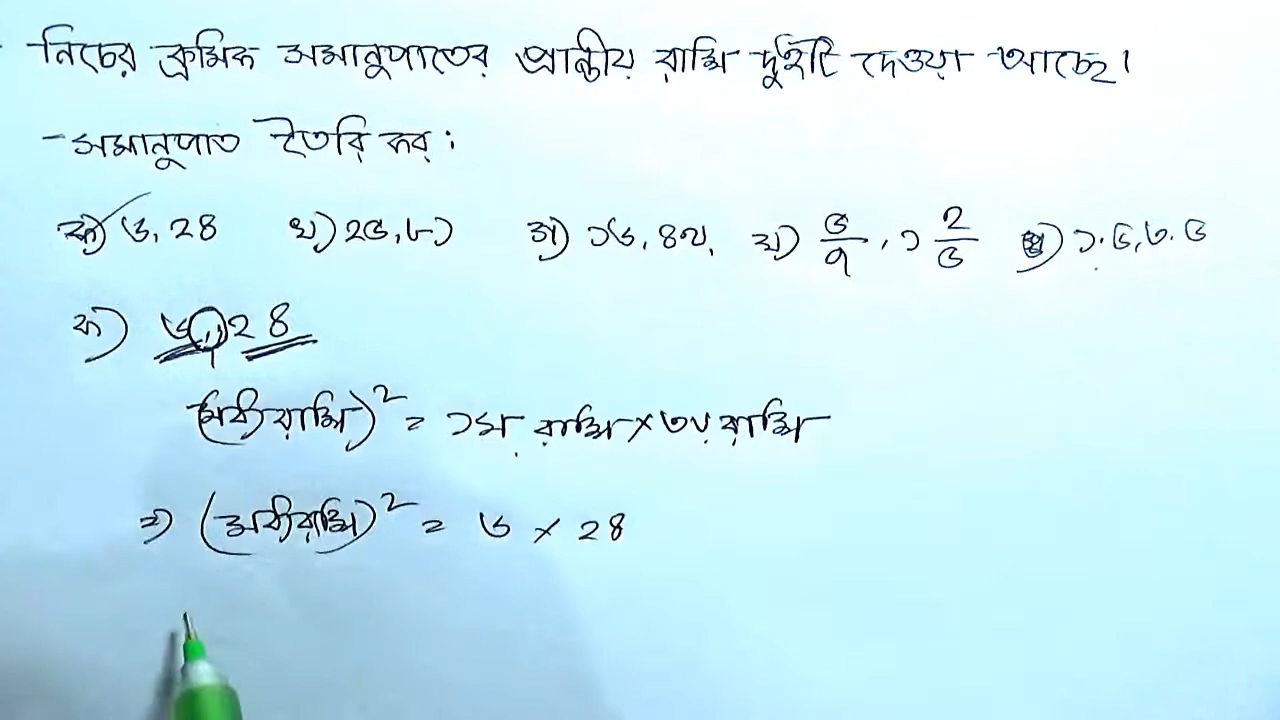 নিচের ক্রমিক সমানুপাতের প্রান্তীয় রাশি দুইটি দেওয়া আছে।
- সমানুপাত তৈরি কর :
ক) ৬, ২৪ খ) ২৫, ৮১ গ) ১৬, ৪৯, ঘ) ৫/৭, ১ ২/৫ ঙ) ১.৫, ৬.৫
ক) ৬,,২৪
(মধ্যরাশি)² = ১ম রাশি × ৩য় রাশি
⇒ (মধ্যরাশি)² = ৬ × ২৪